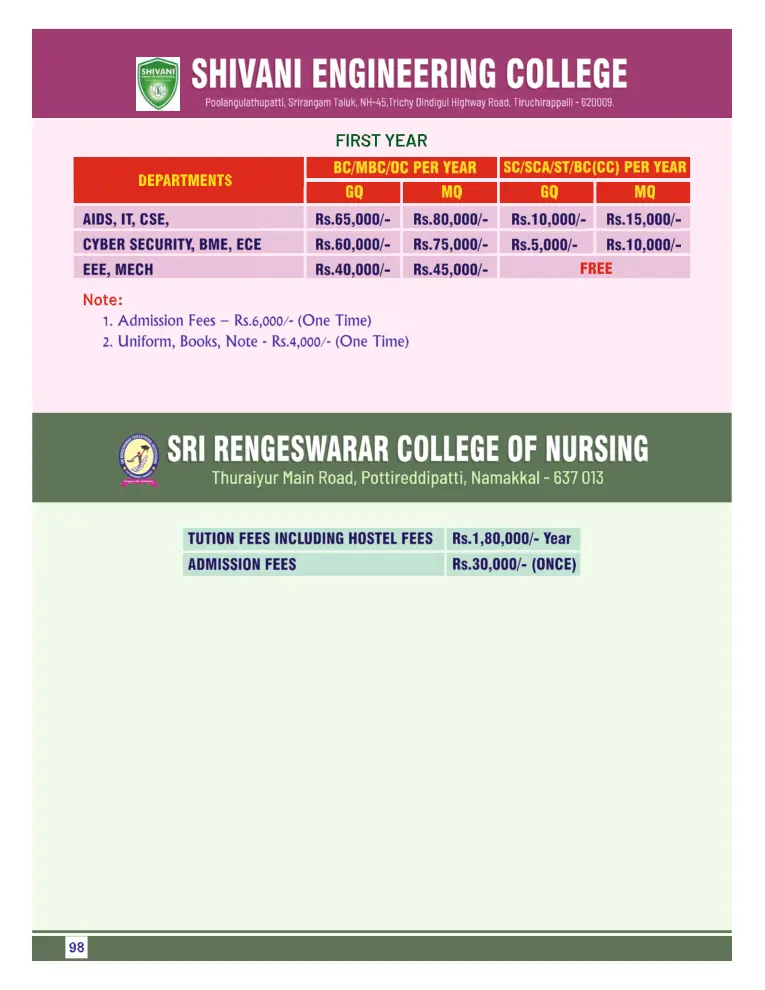 SHIVANI
SHIVANI ENGINEERING COLLEGE
Poolangulathupatti, Srirangam Taluk, NH-45,Trichy Dindigul Highway Road, Tiruchirappalli - 620009.
FIRST YEAR
DEPARTMENTS BC/MBC/OC PER YEAR SC/SCA/ST/BC(CC) PER YEAR
GQ MQ GQ MQ
AIDS, IT, CSE, Rs.65,000/- Rs.80,000/- Rs.10,000/- Rs.15,000/-
CYBER SECURITY, BME, ECE Rs.60,000/- Rs.75,000/- Rs.5,000/- Rs.10,000/-
EEE, MECH Rs.40,000/- Rs.45,000/- FREE
Note:
1. Admission Fees – Rs.6,000/- (One Time)
2. Uniform, Books, Note - Rs.4,000/- (One Time)
SRI RENGESWARAR COLLEGE OF NURSING
Thuraiyur Main Road, Pottireddipatti, Namakkal - 637 013
TUTION FEES INCLUDING HOSTEL FEES Rs.1,80,000/- Year
ADMISSION FEES Rs.30,000/- (ONCE)
98